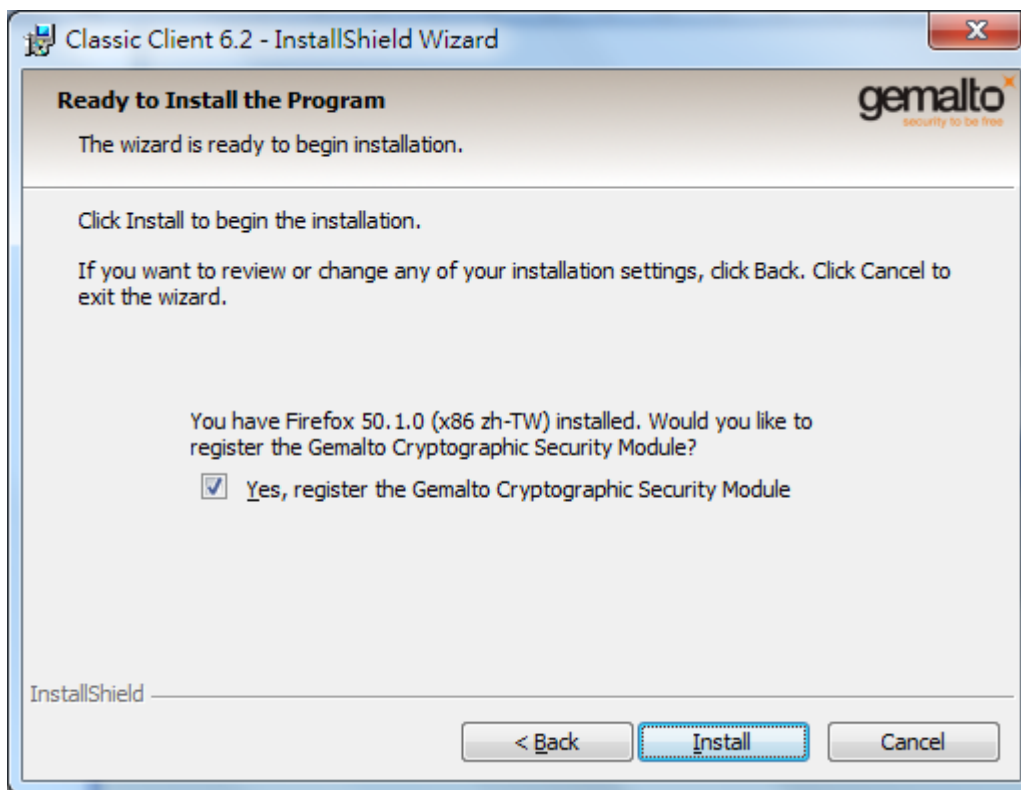 Classic Client 6.2 - InstallShield Wizard
Ready to Install the Program
gemalto
security to be free
The wizard is ready to begin installation.
Click Install to begin the installation.
If you want to review or change any of your installation settings, click Back. Click Cancel to
exit the wizard.
You have Firefox 50.1.0 (x86 zh-TW) installed. Would you like to
register the Gemalto Cryptographic Security Module?
Yes, register the Gemalto Cryptographic Security Module
InstallShield
< Back
Install
Cancel